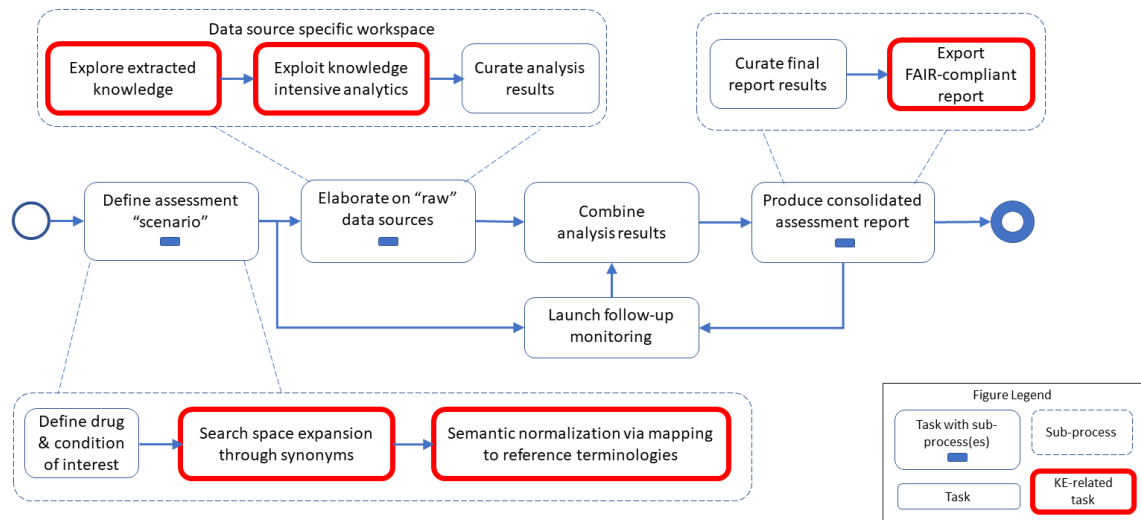 Data source specific workspace
Explore extracted
knowledge
Exploit knowledge
intensive analytics
Curate analysis
results
Curate final
report results
Export
FAIR-compliant
report
Define assessment
“scenario”
Elaborate on “raw”
data sources
Combine
analysis results
Produce consolidated
assessment report
Launch follow-up
monitoring
Define drug
& condition
of interest
Search space expansion
through synonyms
Semantic normalization via mapping
to reference terminologies
Figure Legend
Task with sub-
process(es)
Sub-process
Task
KE-related
task